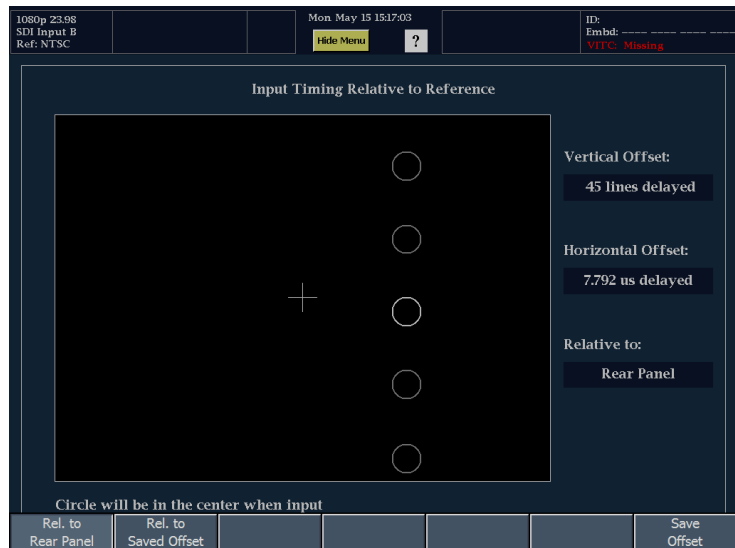 1080p 23.98
SDI Input B
Ref: NTSC
Mon May 15 15:17:03
Hide Menu
?
ID:
Embd: ---- ---- ---- ----
VITC: Missing
Input Timing Relative to Reference
Vertical Offset:
45 lines delayed
Horizontal Offset:
7.792 us delayed
Relative to:
Rear Panel
Circle will be in the center when input
Rel. to
Rear Panel
Rel. to
Saved Offset
Save
Offset